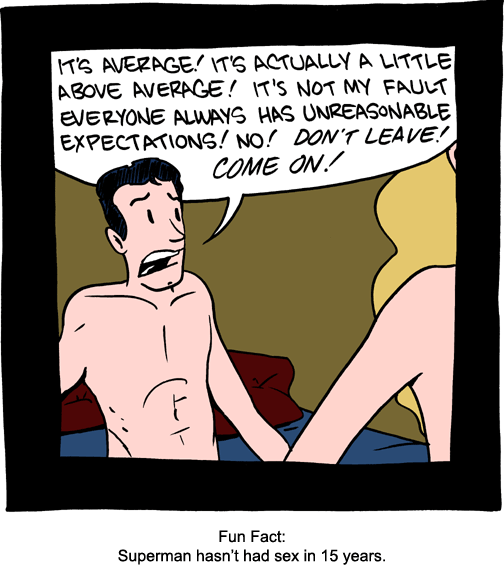 IT'S AVERAGE! IT'S ACTUALLY A LITTLE
ABOVE AVERAGE! IT'S NOT MY FAULT
EVERYONE ALWAYS HAS UNREASONABLE
EXPECTATIONS! NO! DON'T LEAVE!
COME ON!
Fun Fact:
Superman hasn't had sex in 15 years.